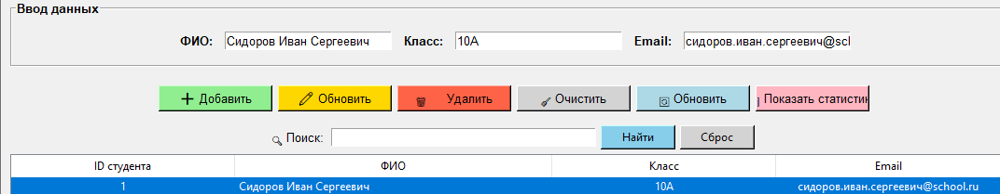 Ввод данных
ФИО: Сидоров Иван Сергеевич Класс: 10А Email: сидоров.иван.сергеевич@scl
Добавить Обновить Удалить Очистить Обновить Показать статистик
Поиск: Найти Сброс
ID студента ФИО Класс Email
1 Сидоров Иван Сергеевич 10А сидоров.иван.сергеевич@school.ru